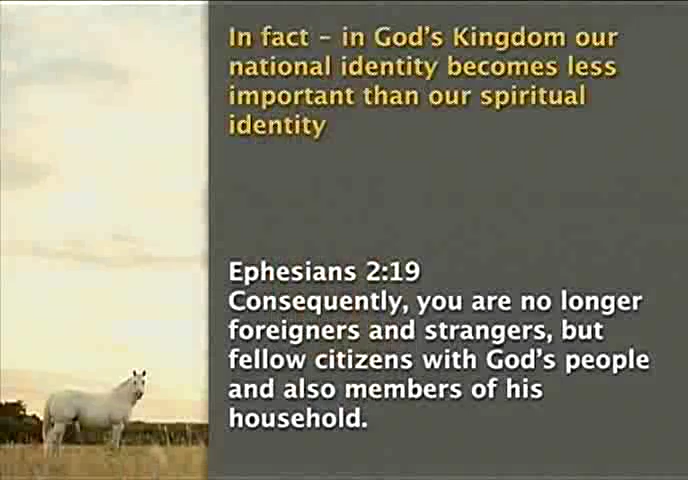 In fact – in God's Kingdom our
national identity becomes less
important than our spiritual
identity
Ephesians 2:19
Consequently, you are no longer
foreigners and strangers, but
fellow citizens with God's people
and also members of his
household.